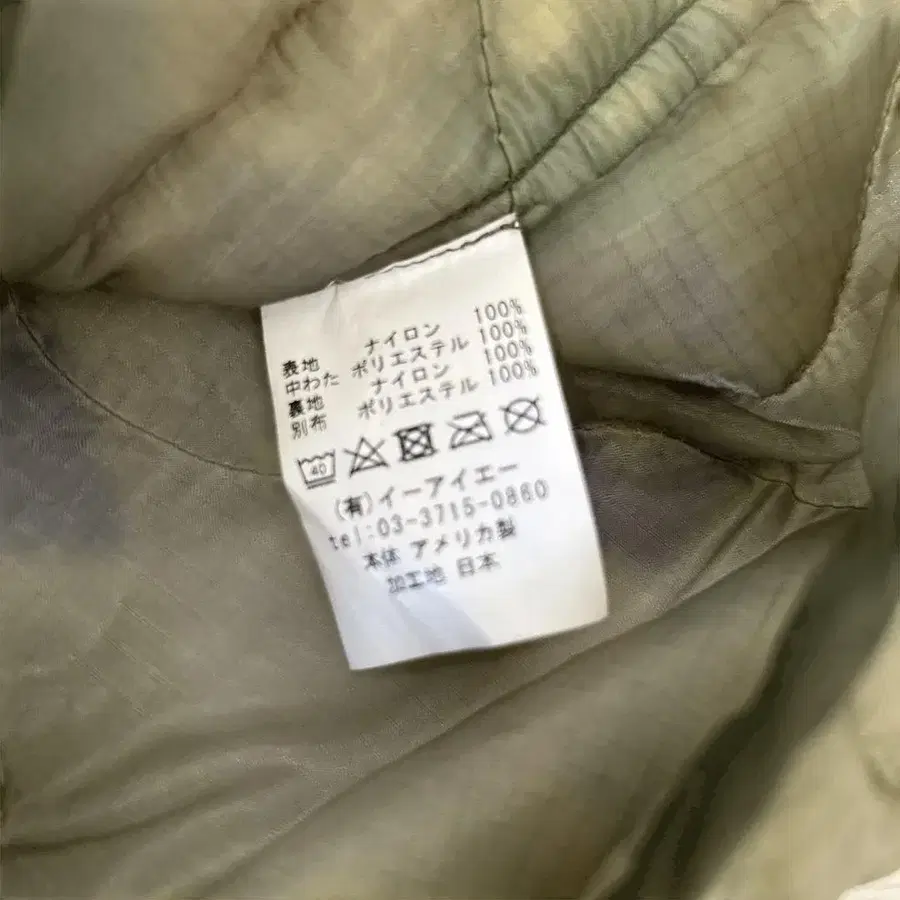 表地 ナイロン 100%
中わた ポリエステル 100%
裏地 ナイロン 100%
別布 ポリエステル 100%
40
(有)イーアイエー
tel:03-3715-0860
本体 アメリカ製
加工地 日本